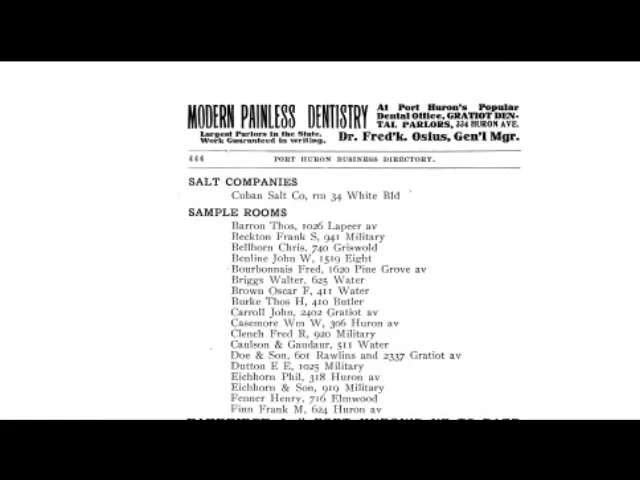 MODERN PAINLESS DENTISTRY
Largest Parlors in the State.
Work Guaranteed in writing.
At Port Huron's Popular
Dental Office, GRATIOT DEN-
TAL PARLORS, 334 HURON AVE.
Dr. Fred'k. Osius, Gen'l Mgr.
444 PORT HURON BUSINESS DIRECTORY.
SALT COMPANIES
Cuban Salt Co, rm 34 White Bld
SAMPLE ROOMS
Barron Thos, 1026 Lapeer av
Beckton Frank S, 941 Military
Bellhorn Chris, 740 Griswold
Benline John W, 1519 Eight
Bourbonnais Fred, 1620 Pine Grove av
Briggs Walter, 625 Water
Brown Oscar F, 411 Water
Burke Thos H, 410 Butler
Carroll John, 2402 Gratiot av
Casemore Wm W, 306 Huron av
Clench Fred R, 920 Military
Caulson & Gaudaur, 511 Water
Doe & Son, 601 Rawlins and 2337 Gratiot av
Dutton E E, 1025 Military
Eichhorn Phil, 318 Huron av
Eichhorn & Son, 919 Military
Fenner Henry, 716 Elmwood
Finn Frank M, 624 Huron av